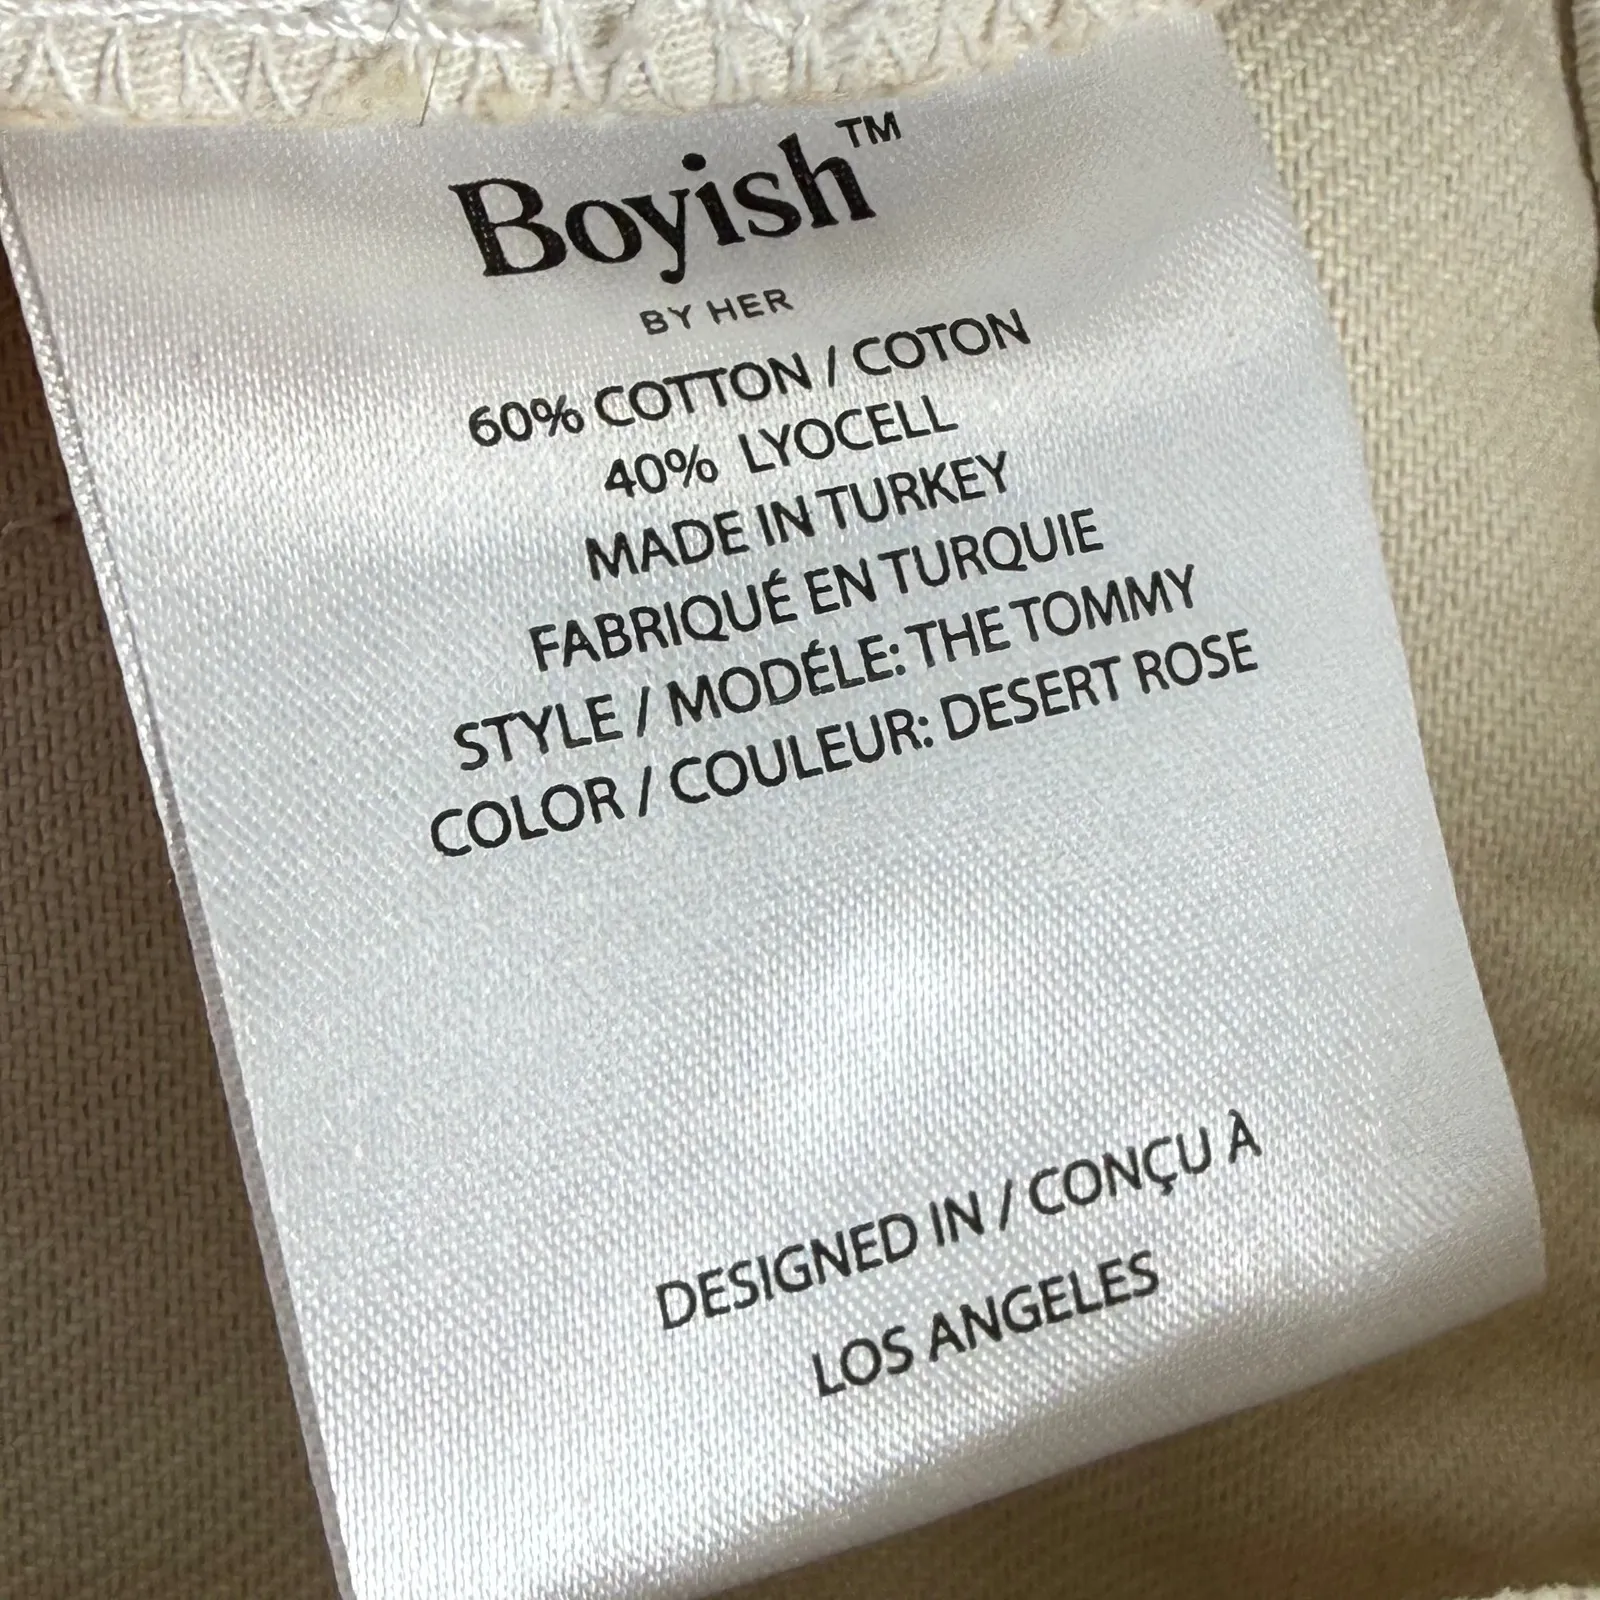 Boyish™
BY HER
60% COTTON / COTON
40% LYOCELL
MADE IN TURKEY
FABRIQUÉ EN TURQUIE
STYLE / MODÉLE: THE TOMMY
COLOR / COULEUR: DESERT ROSE
DESIGNED IN / CONÇU À
LOS ANGELES